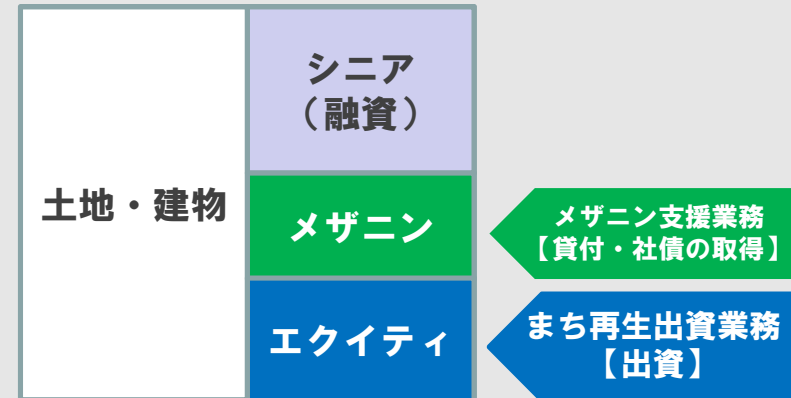 土地・建物
シニア
（融資）
メザニン
エクイティ
メザニン支援業務
【貸付・社債の取得】
まち再生出資業務
【出資】